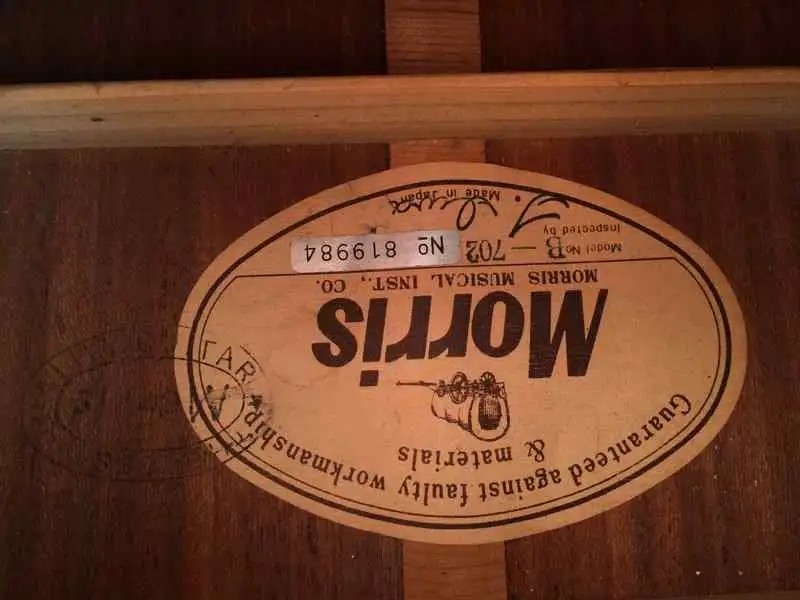 Guaranteed against faulty workmanship
& materials
Morris
MORRIS MUSICAL INST., CO.
Model No B-702 № 819984
Inspected by
Made in Japan
TAR